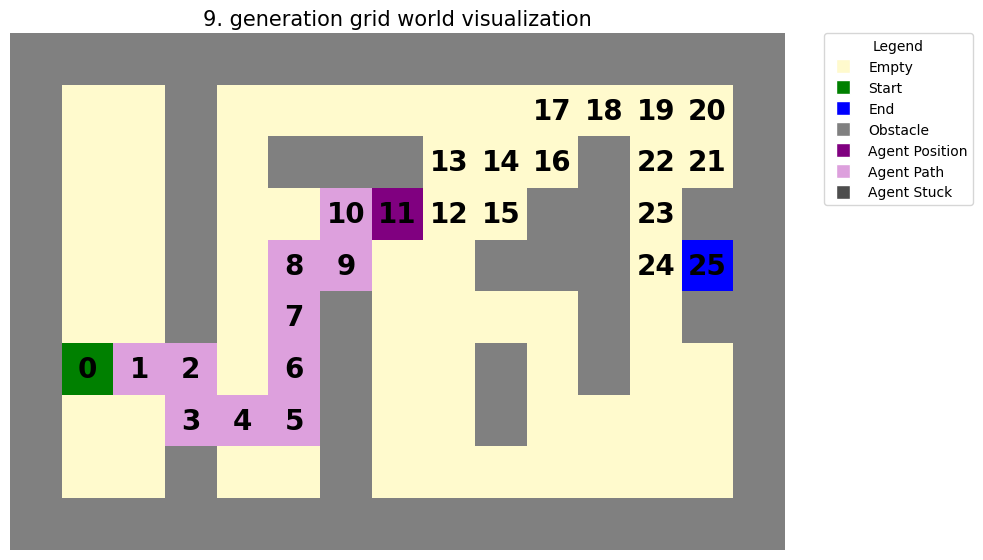 9. generation grid world visualization
17 18 19 20
13 14 16 22 21
10 11 12 15 23
8 9 24 25
7
0 1 2 6
3 4 5
Legend
Empty
Start
End
Obstacle
Agent Position
Agent Path
Agent Stuck